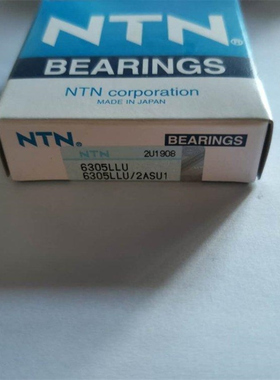 NTN®
BEARINGS
NTN corporation
MADE IN JAPAN
NTN® BEARINGS
NTN 2U1908
6305LLU
6305LLU/2ASU1